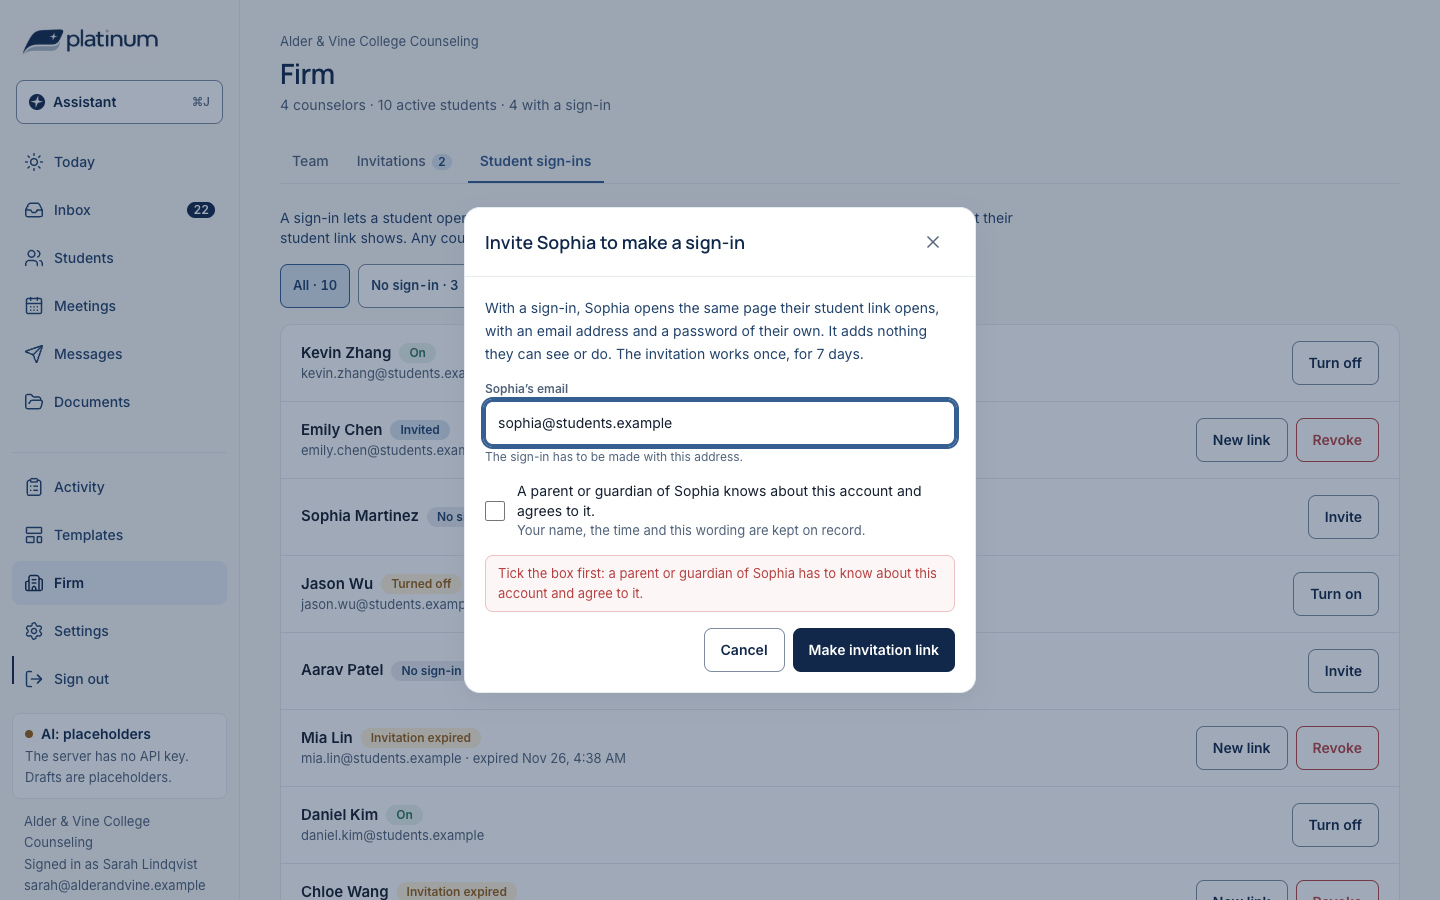 platinum
Assistant ⌘J
Today
Inbox 22
Students
Meetings
Messages
Documents
Activity
Templates
Firm
Settings
Sign out
AI: placeholders
The server has no API key.
Drafts are placeholders.
Alder & Vine College
Counseling
Signed in as Sarah Lindqvist
sarah@alderandvine.example
Alder & Vine College Counseling
Firm
4 counselors · 10 active students · 4 with a sign-in
Team Invitations 2 Student sign-ins
A sign-in lets a student t their
student link shows. Any
All · 10 No sign-in · 3
Kevin Zhang On
kevin.zhang@students.exa
Turn off
Emily Chen Invited
emily.chen@students.exam
New link Revoke
Sophia Martinez No s
Invite
Jason Wu Turned off
jason.wu@students.examp
Turn on
Aarav Patel No sign-in
Invite
Mia Lin Invitation expired
mia.lin@students.example · expired Nov 26, 4:38 AM
New link Revoke
Daniel Kim On
daniel.kim@students.example
Turn off
Chloe Wang Invitation expired
New link Revoke
Invite Sophia to make a sign-in
With a sign-in, Sophia opens the same page their student link opens,
with an email address and a password of their own. It adds nothing
they can see or do. The invitation works once, for 7 days.
Sophia's email
sophia@students.example
The sign-in has to be made with this address.
A parent or guardian of Sophia knows about this account and
agrees to it.
Your name, the time and this wording are kept on record.
Tick the box first: a parent or guardian of Sophia has to know about this
account and agree to it.
Cancel Make invitation link